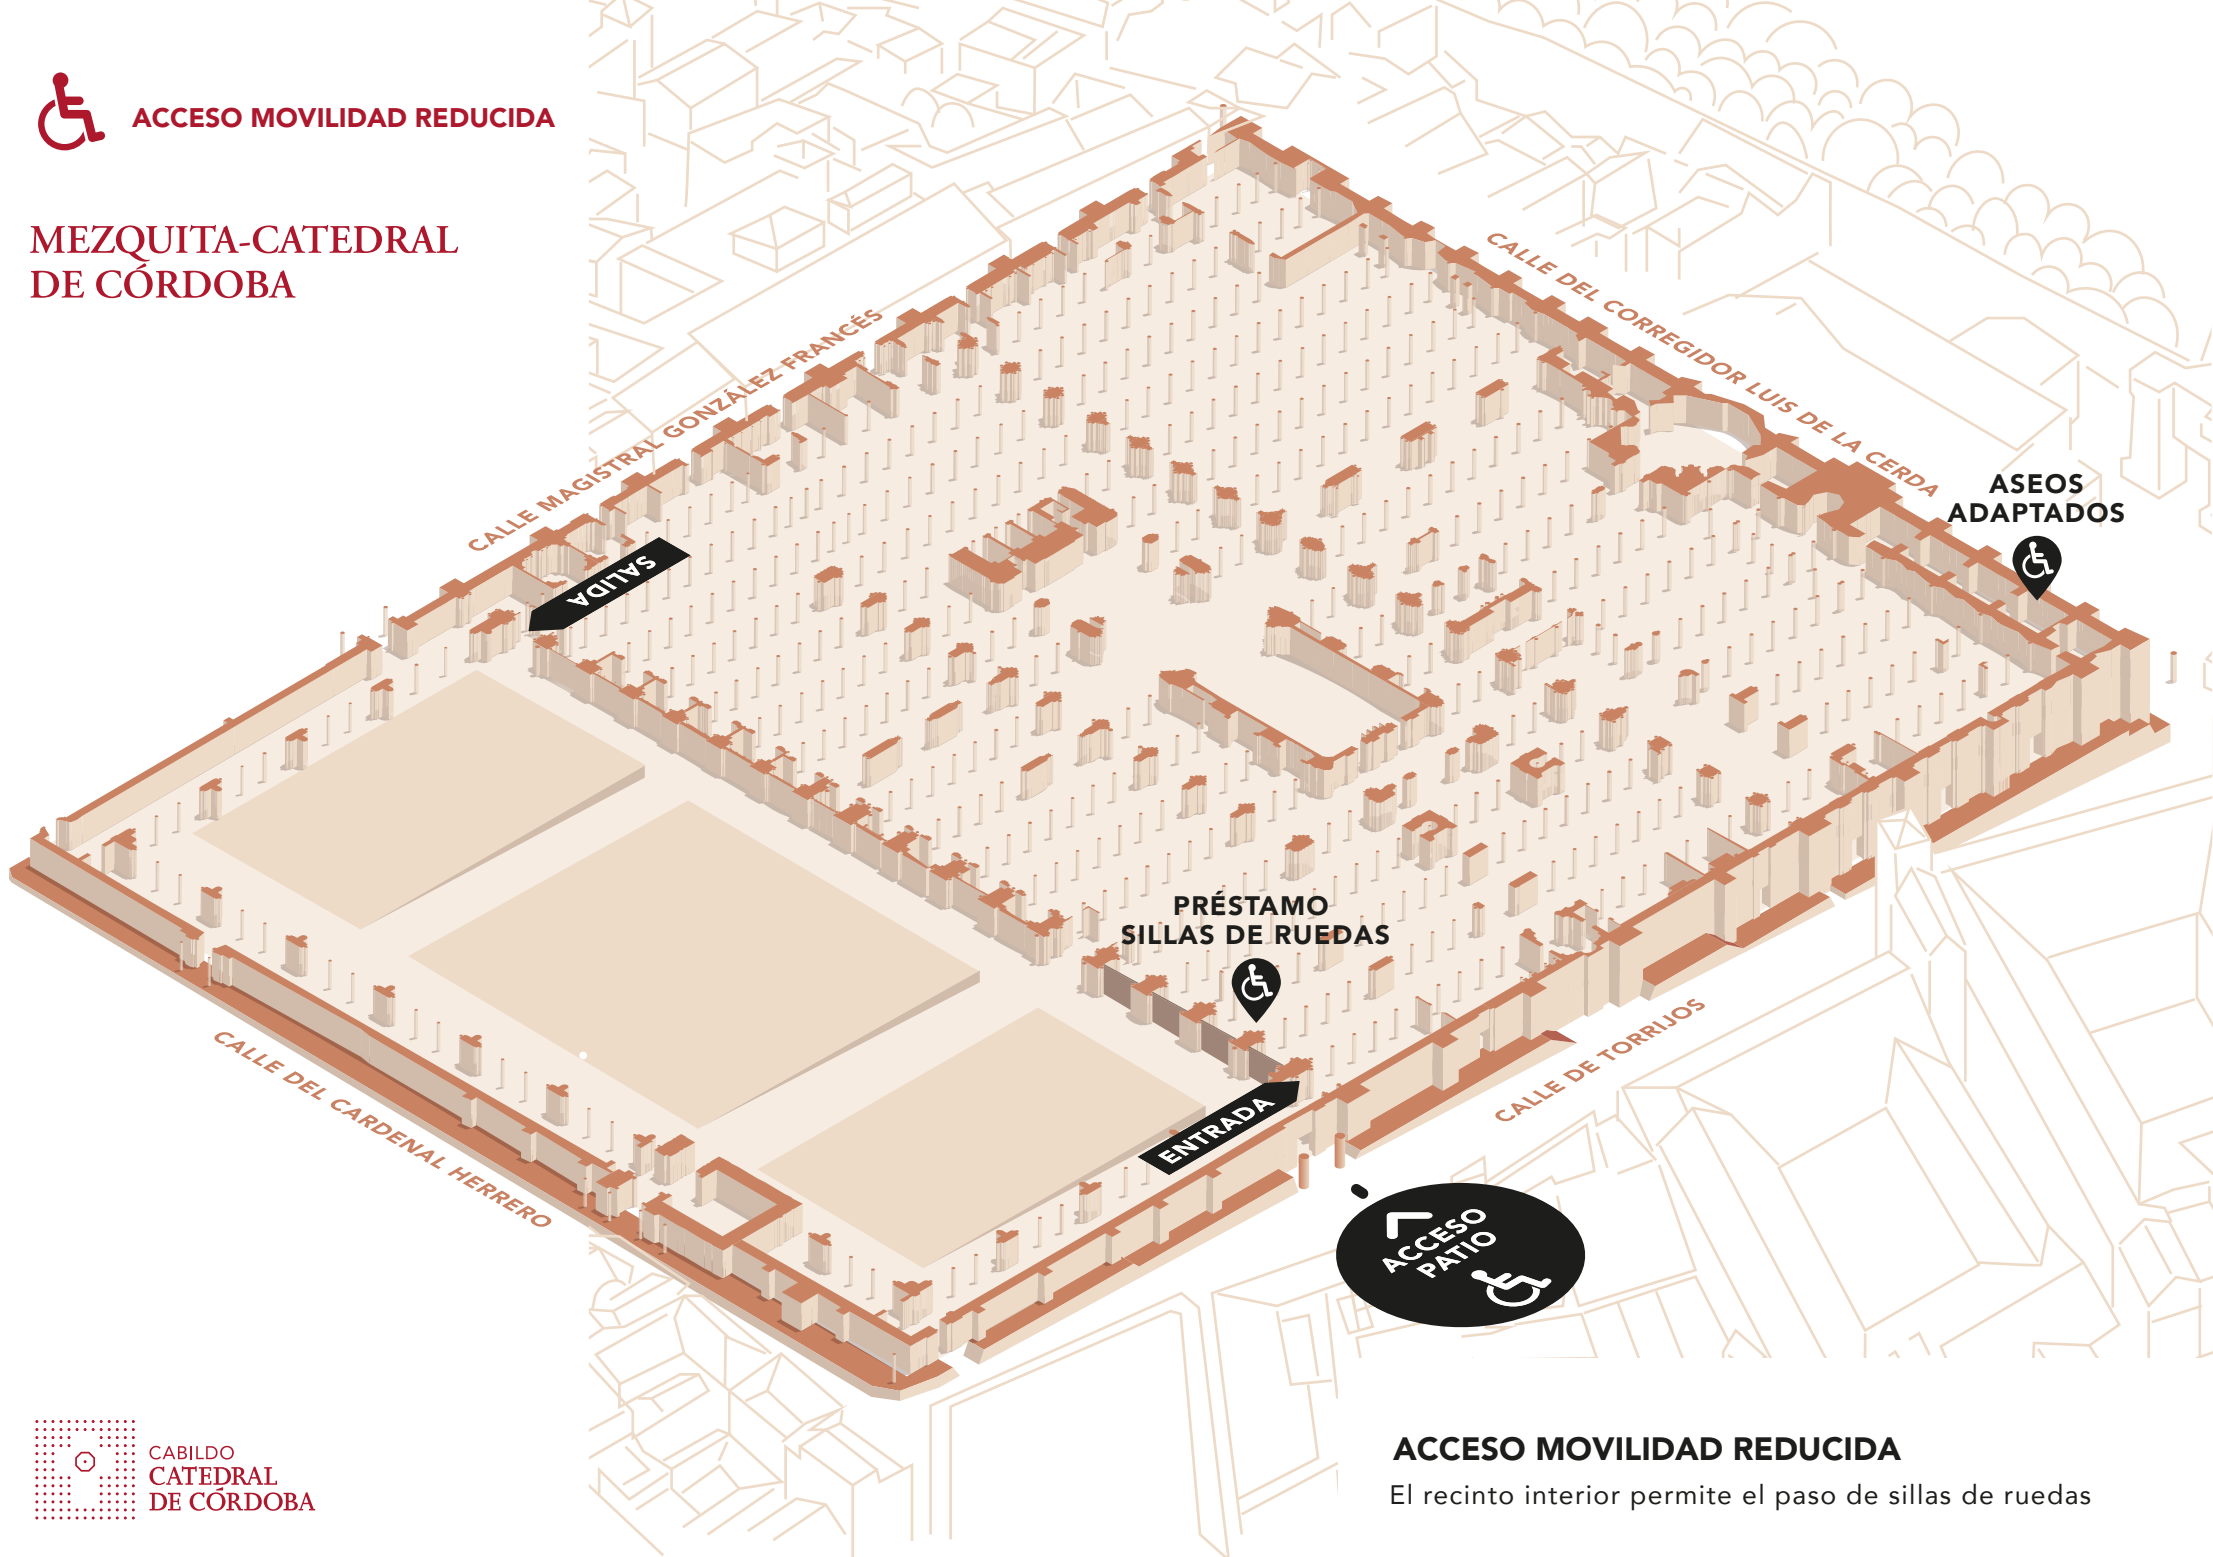 ACCESO MOVILIDAD REDUCIDA
MEZQUITA-CATEDRAL
DE CÓRDOBA
CALLE MAGISTRAL GONZÁLEZ FRANCÉS
CALLE DEL CORREGIDOR LUIS DE LA CERDA
ASEOS
ADAPTADOS
SALIDA
PRÉSTAMO
SILLAS DE RUEDAS
ENTRADA
CALLE DE TORRIJOS
CALLE DEL CARDENAL HERRERO
ACCESO
PATIO
CABILDO
CATEDRAL
DE CÓRDOBA
ACCESO MOVILIDAD REDUCIDA
El recinto interior permite el paso de sillas de ruedas